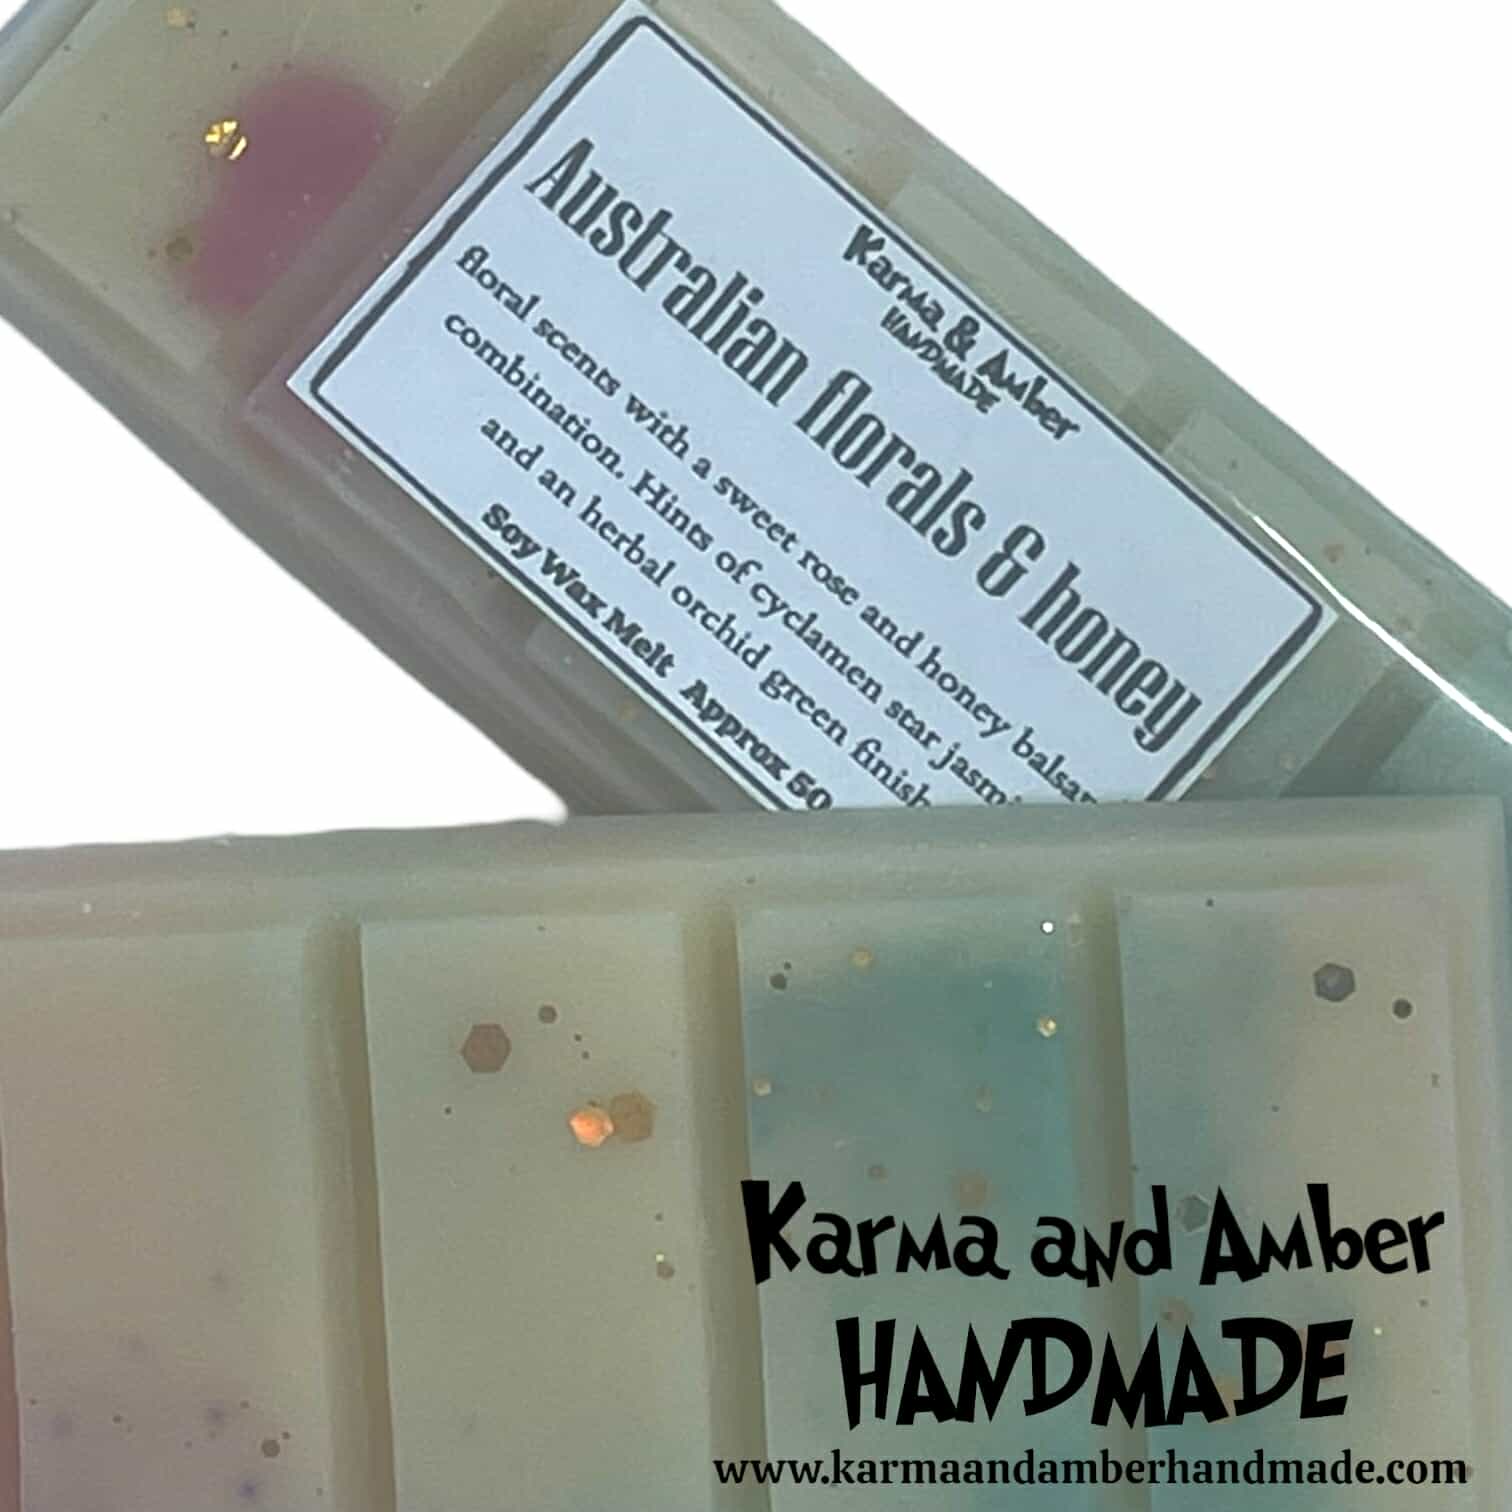 Karma & Amber
HANDMADE
Australian florals & honey
floral scents with a sweet rose and honey
combination. Hints of cyclamen star
and an herbal orchid green
Soy Wax Melt Approx 50
Karma and Amber
HANDMADE
www.karmaandamberhandmade.com